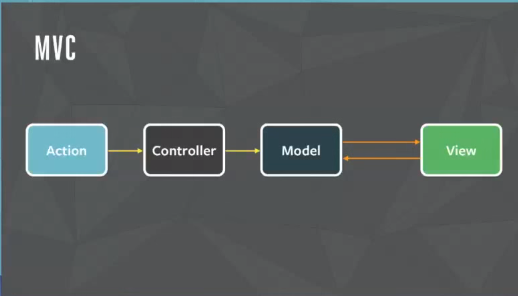 MVC
Action
Controller
Model
View